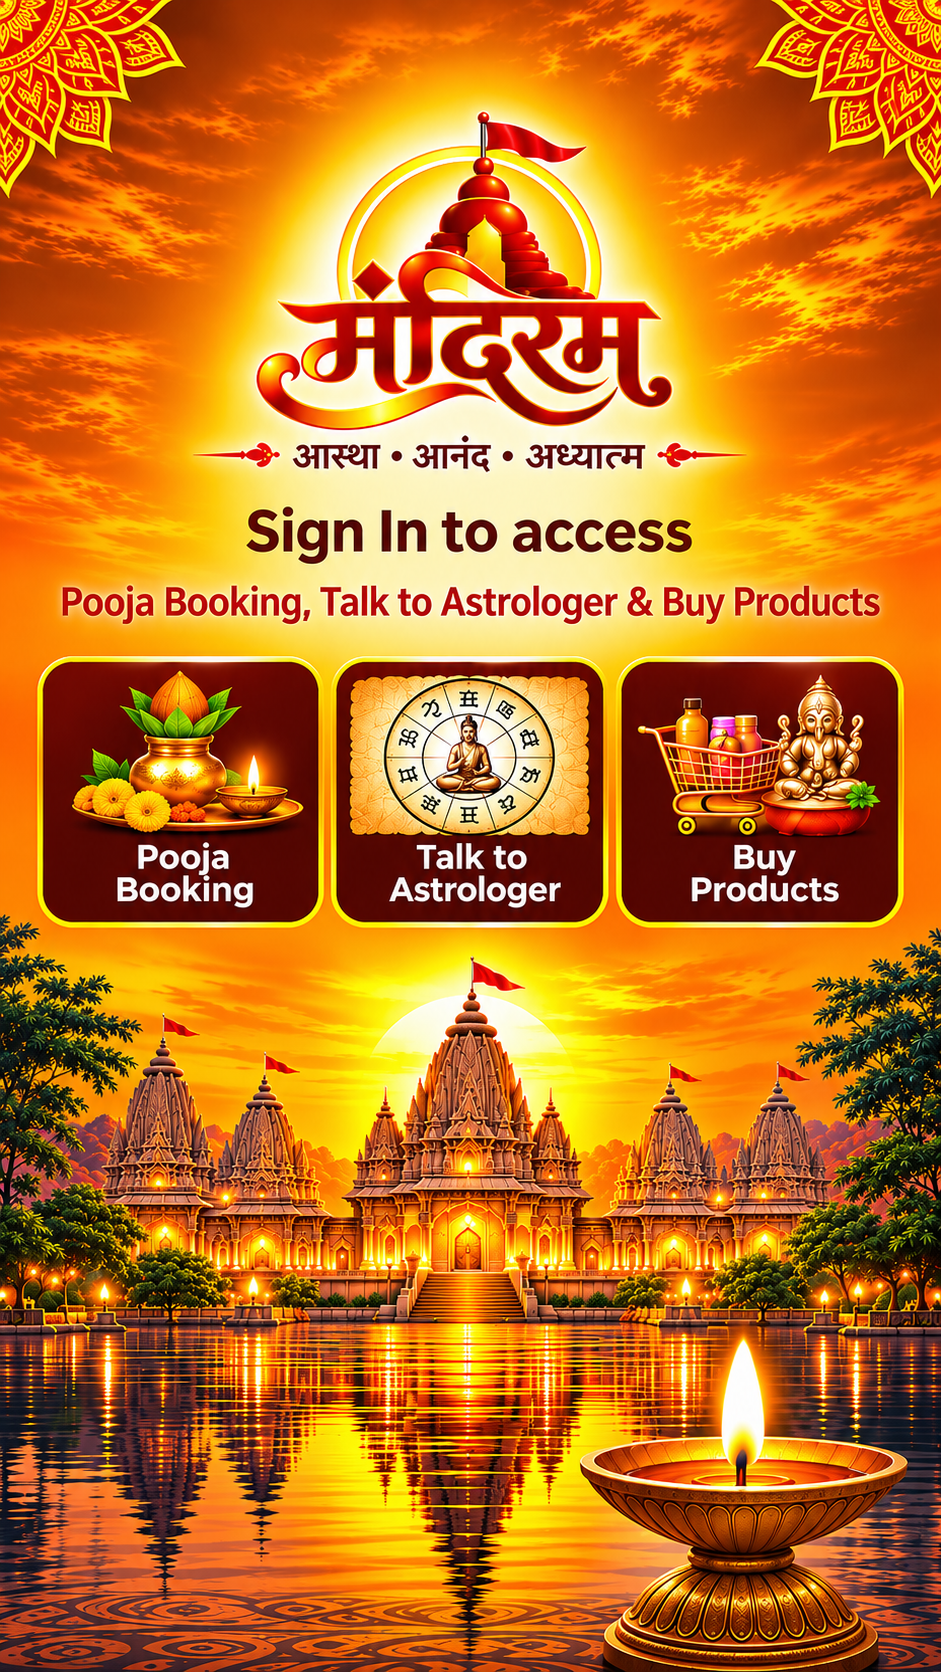 मंदिरम
आस्था • आनंद • अध्यात्म
Sign In to access
Pooja Booking, Talk to Astrologer & Buy Products
Pooja
Booking
Talk to
Astrologer
Buy
Products